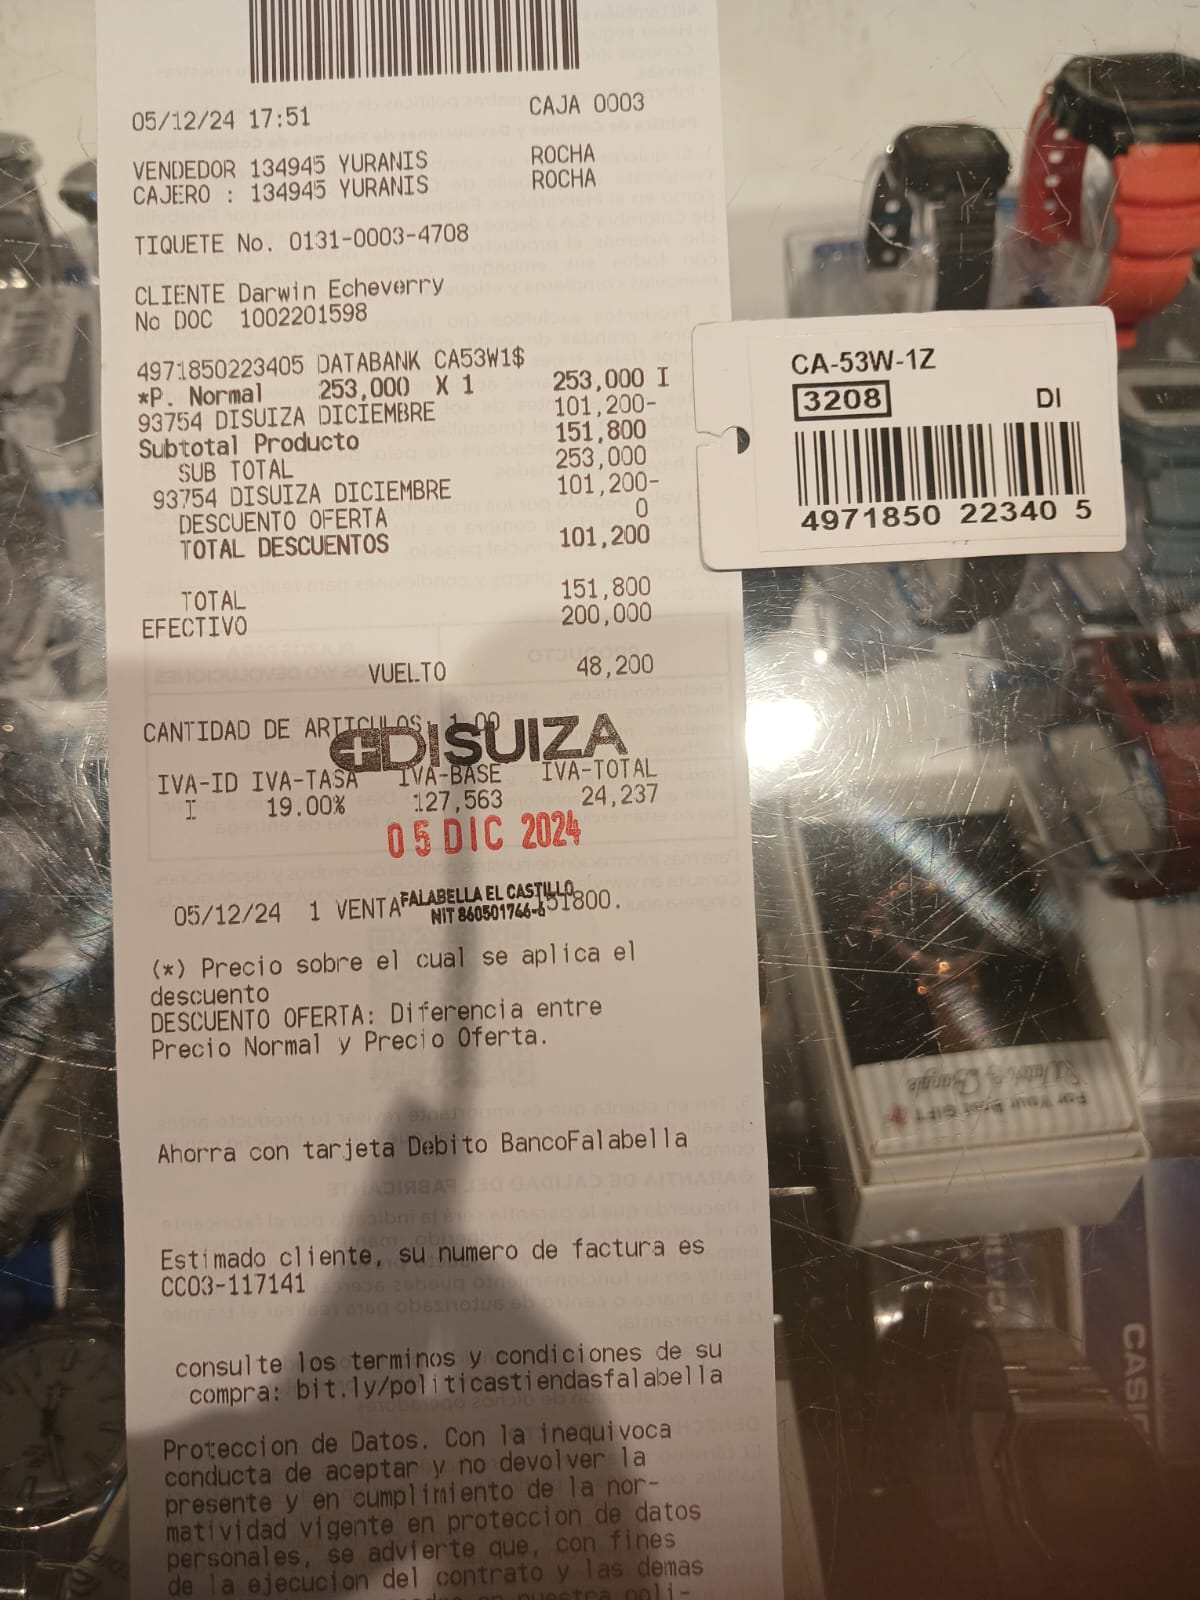 05/12/24 17:51 CAJA 0003
VENDEDOR 134945 YURANIS ROCHA
CAJERO : 134945 YURANIS ROCHA
TIQUETE No. 0131-0003-4708
CLIENTE Darwin Echeverry
No DOC 1002201598
4971850223405 DATABANK CA53W1$
*P. Normal 253,000 X 1 253,000 I
93754 DISUIZA DICIEMBRE 101,200-
Subtotal Producto 151,800
SUB TOTAL 253,000
93754 DISUIZA DICIEMBRE 101,200-
DESCUENTO OFERTA 0
TOTAL DESCUENTOS 101,200
TOTAL 151,800
EFECTIVO 200,000
VUELTO 48,200
CANTIDAD DE ARTICULOS: 1.00
DISUIZA
IVA-ID IVA-TASA IVA-BASE IVA-TOTAL
I 19.00% 127,563 24,237
05 DIC 2024
FALABELLA EL CASTILLO
NIT 860501766-6
05/12/24 1 VENTA 151800.
(*) Precio sobre el cual se aplica el
descuento
DESCUENTO OFERTA: Diferencia entre
Precio Normal y Precio Oferta.
Ahorra con tarjeta Debito BancoFalabella
Estimado cliente, su numero de factura es
CC03-117141
consulte los terminos y condiciones de su
compra: bit.ly/politicastiendasfalabella
Proteccion de Datos. Con la inequivoca
conducta de aceptar y no devolver la
presente y en cumplimiento de la nor-
matividad vigente en proteccion de datos
personales, se advierte que, con fines
de la ejecucion del contrato y las demas
CA-53W-1Z
3208 DI
4971850 22340 5
For Your Best GIFT
Watch & Bangle
CASIO